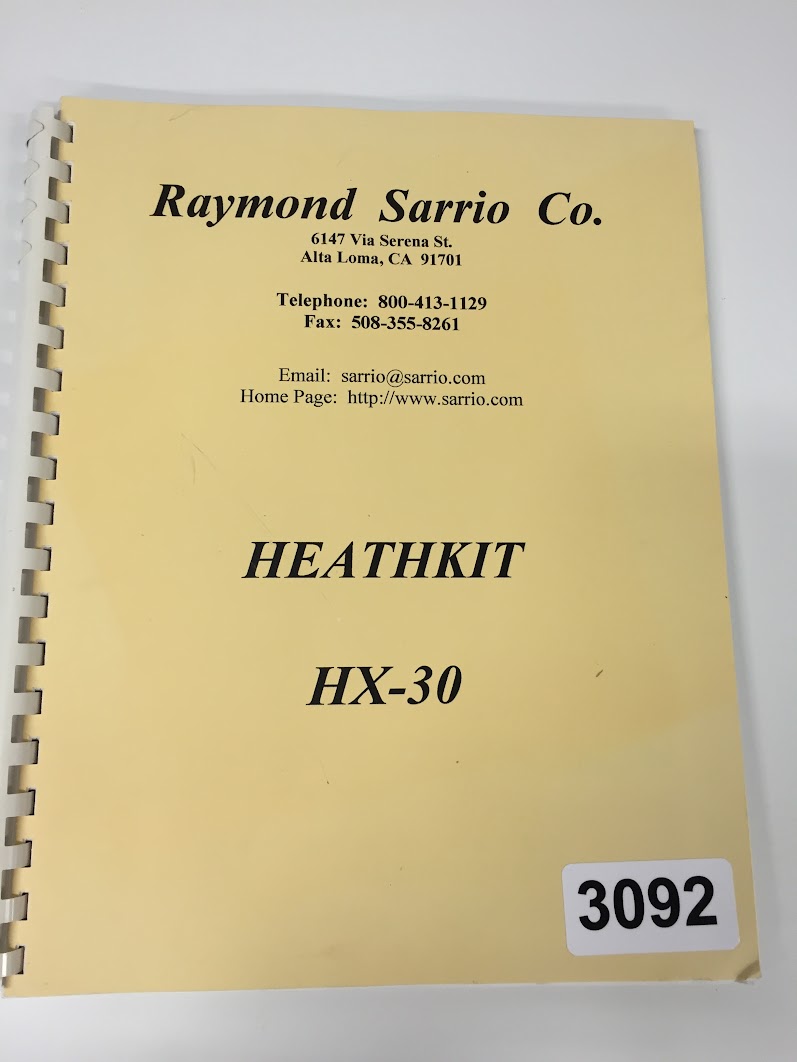 Raymond Sarrio Co.
6147 Via Serena St.
Alta Loma, CA 91701
Telephone: 800-413-1129
Fax: 508-355-8261
Email: sarrio@sarrio.com
Home Page: http://www.sarrio.com
HEATHKIT
HX-30
3092